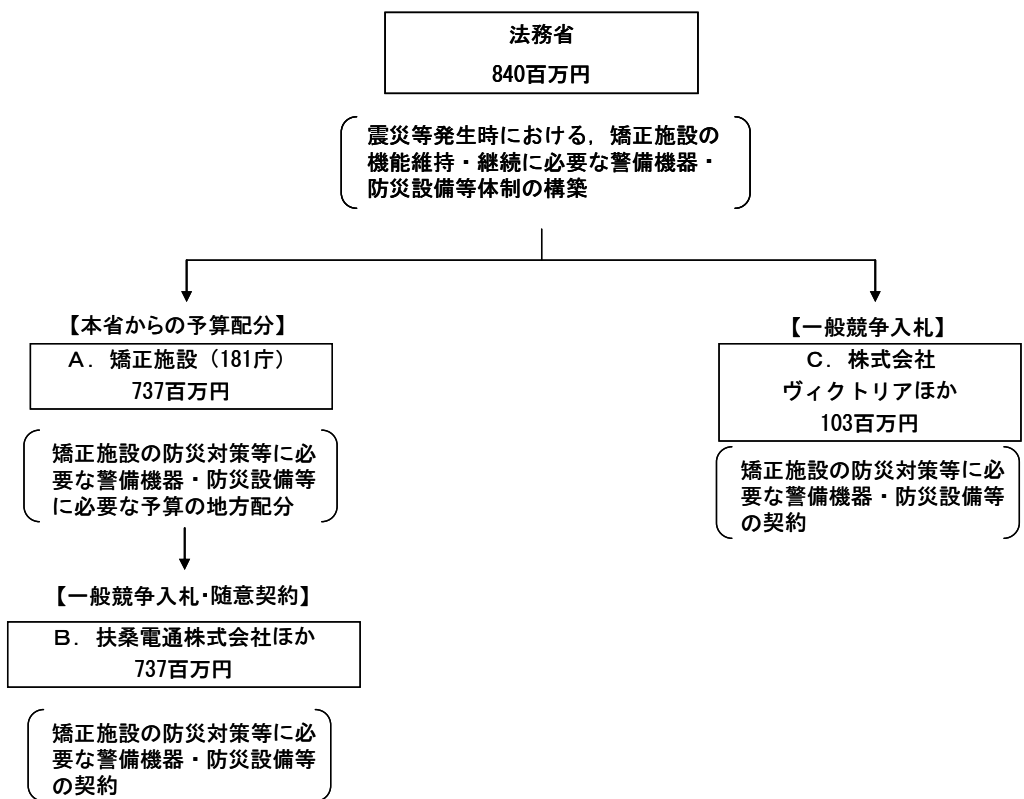 法務省
840百万円
震災等発生時における，矯正施設の
機能維持・継続に必要な警備機器・
防災設備等体制の構築
【本省からの予算配分】
A．矯正施設（181庁）
737百万円
矯正施設の防災対策等に必
要な警備機器・防災設備等
に必要な予算の地方配分
【一般競争入札・随意契約】
B．扶桑電通株式会社ほか
737百万円
矯正施設の防災対策等に必
要な警備機器・防災設備等
の契約
【一般競争入札】
C．株式会社
ヴィクトリアほか
103百万円
矯正施設の防災対策等に必
要な警備機器・防災設備等
の契約